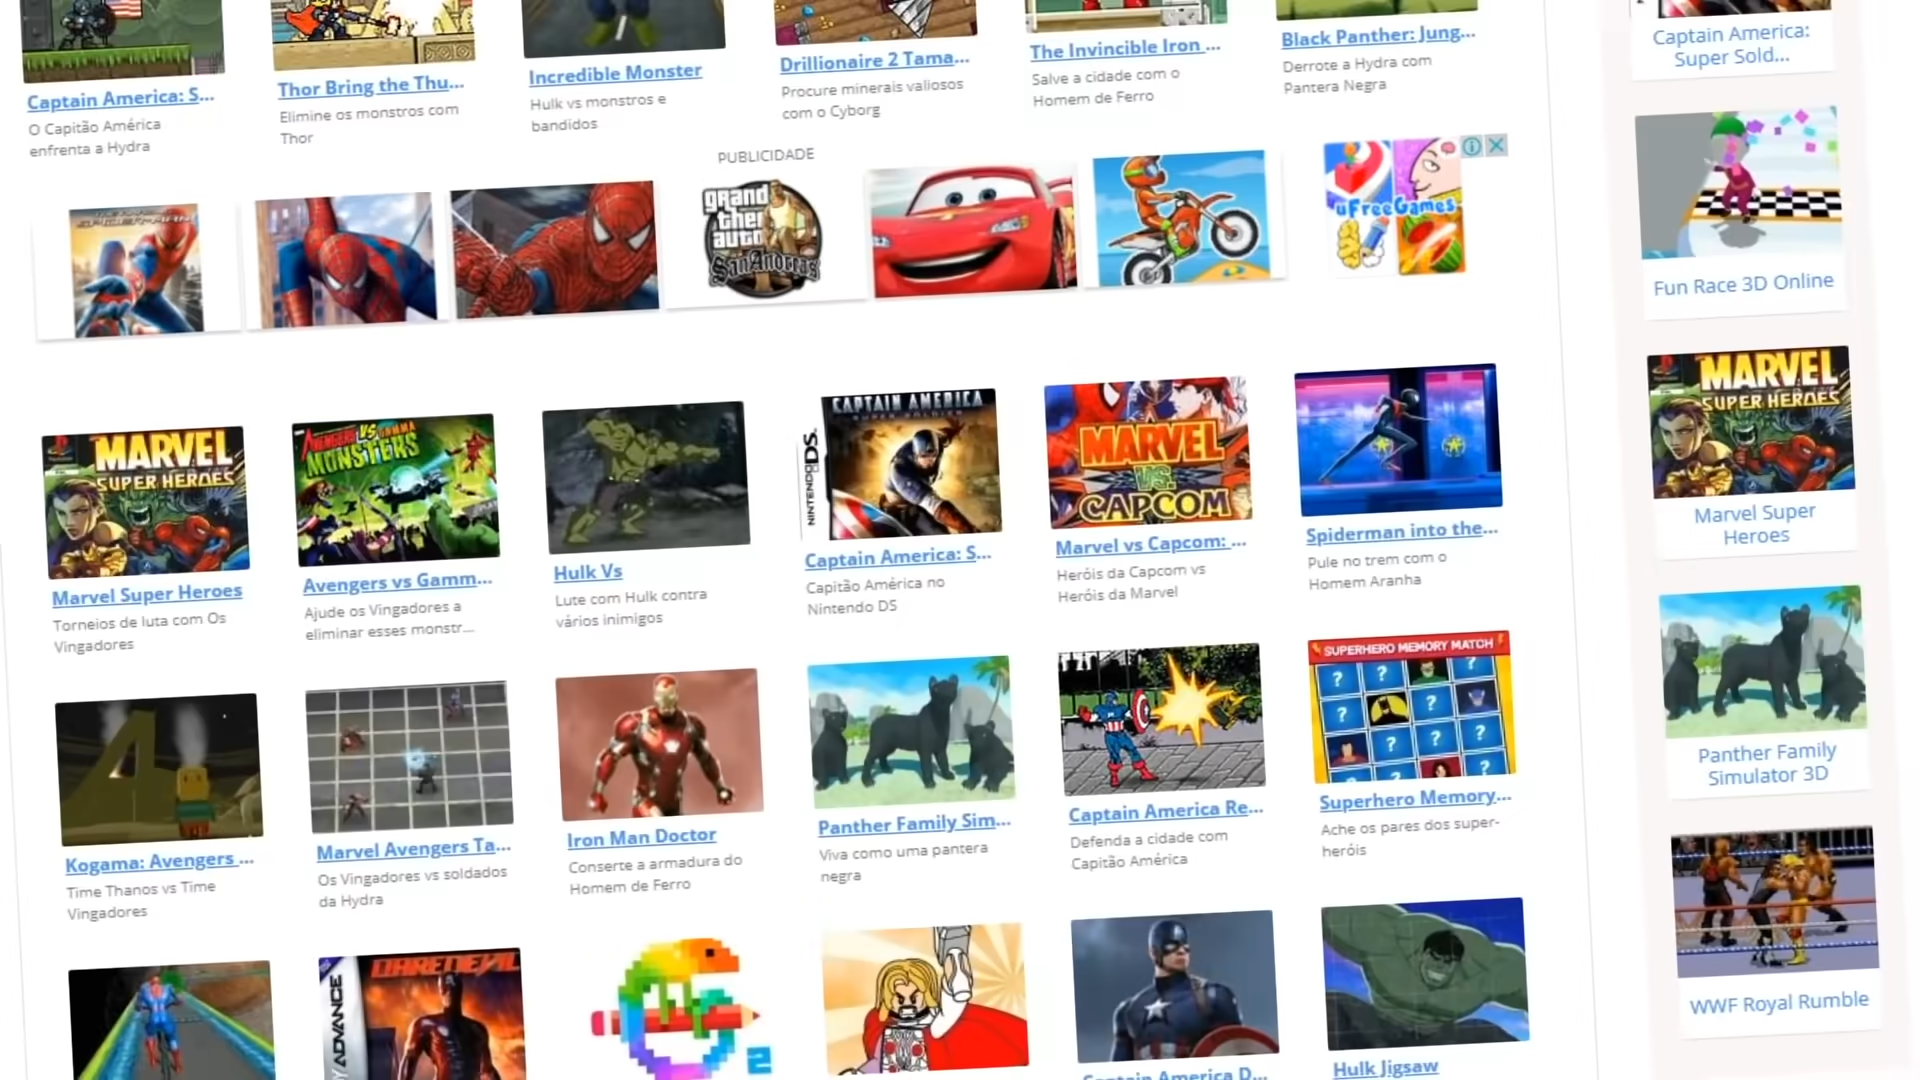 Captain America: S...
O Capitão América
enfrenta a Hydra
Thor Bring the Thu...
Elimine os monstros com
Thor
Incredible Monster
Hulk vs monstros e
bandidos
Drillionaire 2 Tama...
Procure minerais valiosos
com o Cyborg
The Invincible Iron ...
Salve a cidade com o
Homem de Ferro
Black Panther: Jung...
Derrote a Hydra com
Pantera Negra
PUBLICIDADE
grand
theft
auto
SanAndreas
uFreeGames
MARVEL
SUPER HEROES
Marvel Super Heroes
Torneios de luta com Os
Vingadores
AVENGERS VS GAMMA
MONSTERS
Avengers vs Gamm...
Ajude os Vingadores a
eliminar esses monstr...
Hulk Vs
Lute com Hulk contra
vários inimigos
NINTENDO DS
CAPTAIN AMERICA
SUPER SOLDIER
Captain America: S...
Capitão América no
Nintendo DS
MARVEL
VS.
CAPCOM
Marvel vs Capcom: ...
Heróis da Capcom vs
Heróis da Marvel
Spiderman into the...
Pule no trem com o
Homem Aranha
4
Kogama: Avengers ...
Time Thanos vs Time
Vingadores
Marvel Avengers Ta...
Os Vingadores vs soldados
da Hydra
Iron Man Doctor
Conserte a armadura do
Homem de Ferro
Panther Family Sim...
Viva como uma pantera
negra
Captain America Re...
Defenda a cidade com
Capitão América
SUPERHERO MEMORY MATCH
? ? ? ? ? ? ? ? ?
Superhero Memory...
Ache os pares dos super-
heróis
DAREDEVIL
ADVANCE
2
Captain America D...
Hulk Jigsaw
Captain America:
Super Sold...
Fun Race 3D Online
MARVEL
SUPER HEROES
Marvel Super
Heroes
Panther Family
Simulator 3D
WWF Royal Rumble